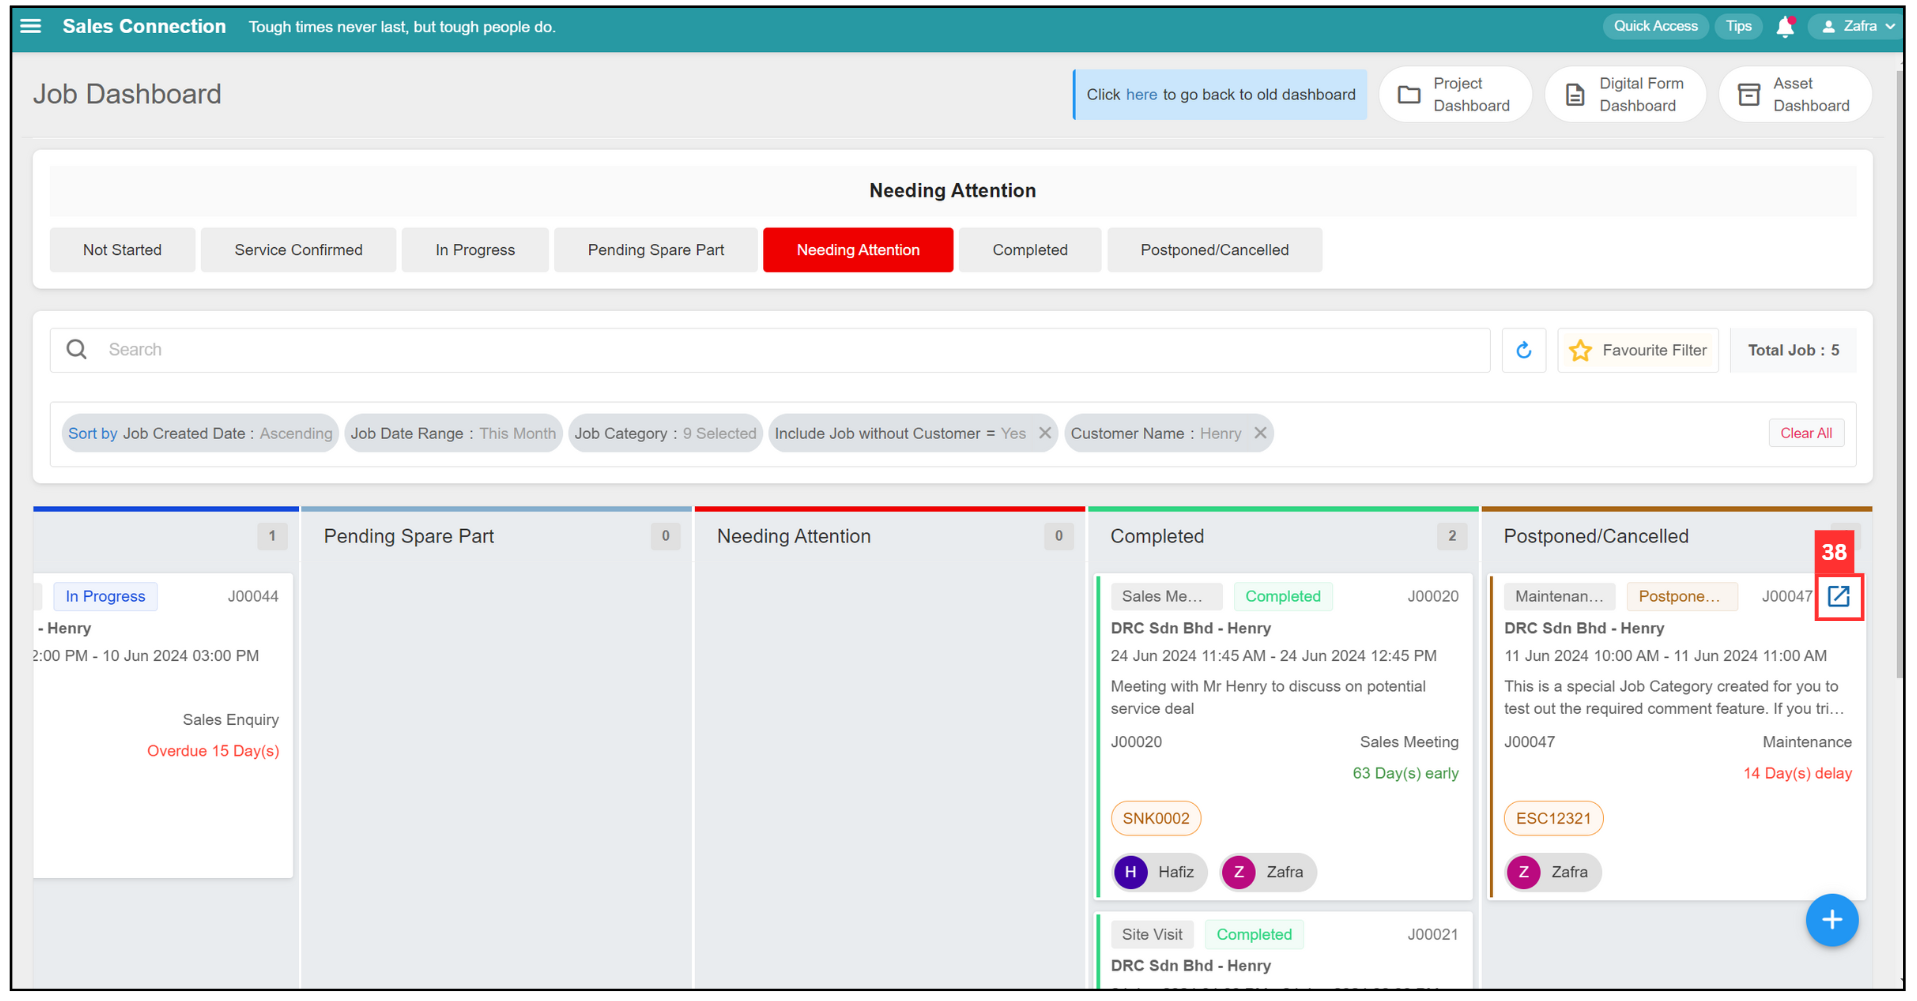 Sales Connection Tough times never last, but tough people do. Quick Access Tips Zafra
Job Dashboard
Click here to go back to old dashboard
Project
Dashboard
Digital Form
Dashboard
Asset
Dashboard
Needing Attention
Not Started Service Confirmed In Progress Pending Spare Part Needing Attention Completed Postponed/Cancelled
Search
Favourite Filter Total Job : 5
Sort by Job Created Date : Ascending Job Date Range : This Month Job Category : 9 Selected Include Job without Customer = Yes Customer Name : Henry Clear All
1
In Progress J00044
- Henry
2:00 PM - 10 Jun 2024 03:00 PM
Sales Enquiry
Overdue 15 Day(s)
Pending Spare Part 0
Needing Attention 0
Completed 2
Sales Me... Completed J00020
DRC Sdn Bhd - Henry
24 Jun 2024 11:45 AM - 24 Jun 2024 12:45 PM
Meeting with Mr Henry to discuss on potential
service deal
J00020 Sales Meeting
63 Day(s) early
SNK0002
H Hafiz Z Zafra
Site Visit Completed J00021
DRC Sdn Bhd - Henry
Postponed/Cancelled
38
Maintenan... Postpone... J00047
DRC Sdn Bhd - Henry
11 Jun 2024 10:00 AM - 11 Jun 2024 11:00 AM
This is a special Job Category created for you to
test out the required comment feature. If you tri...
J00047 Maintenance
14 Day(s) delay
ESC12321
Z Zafra